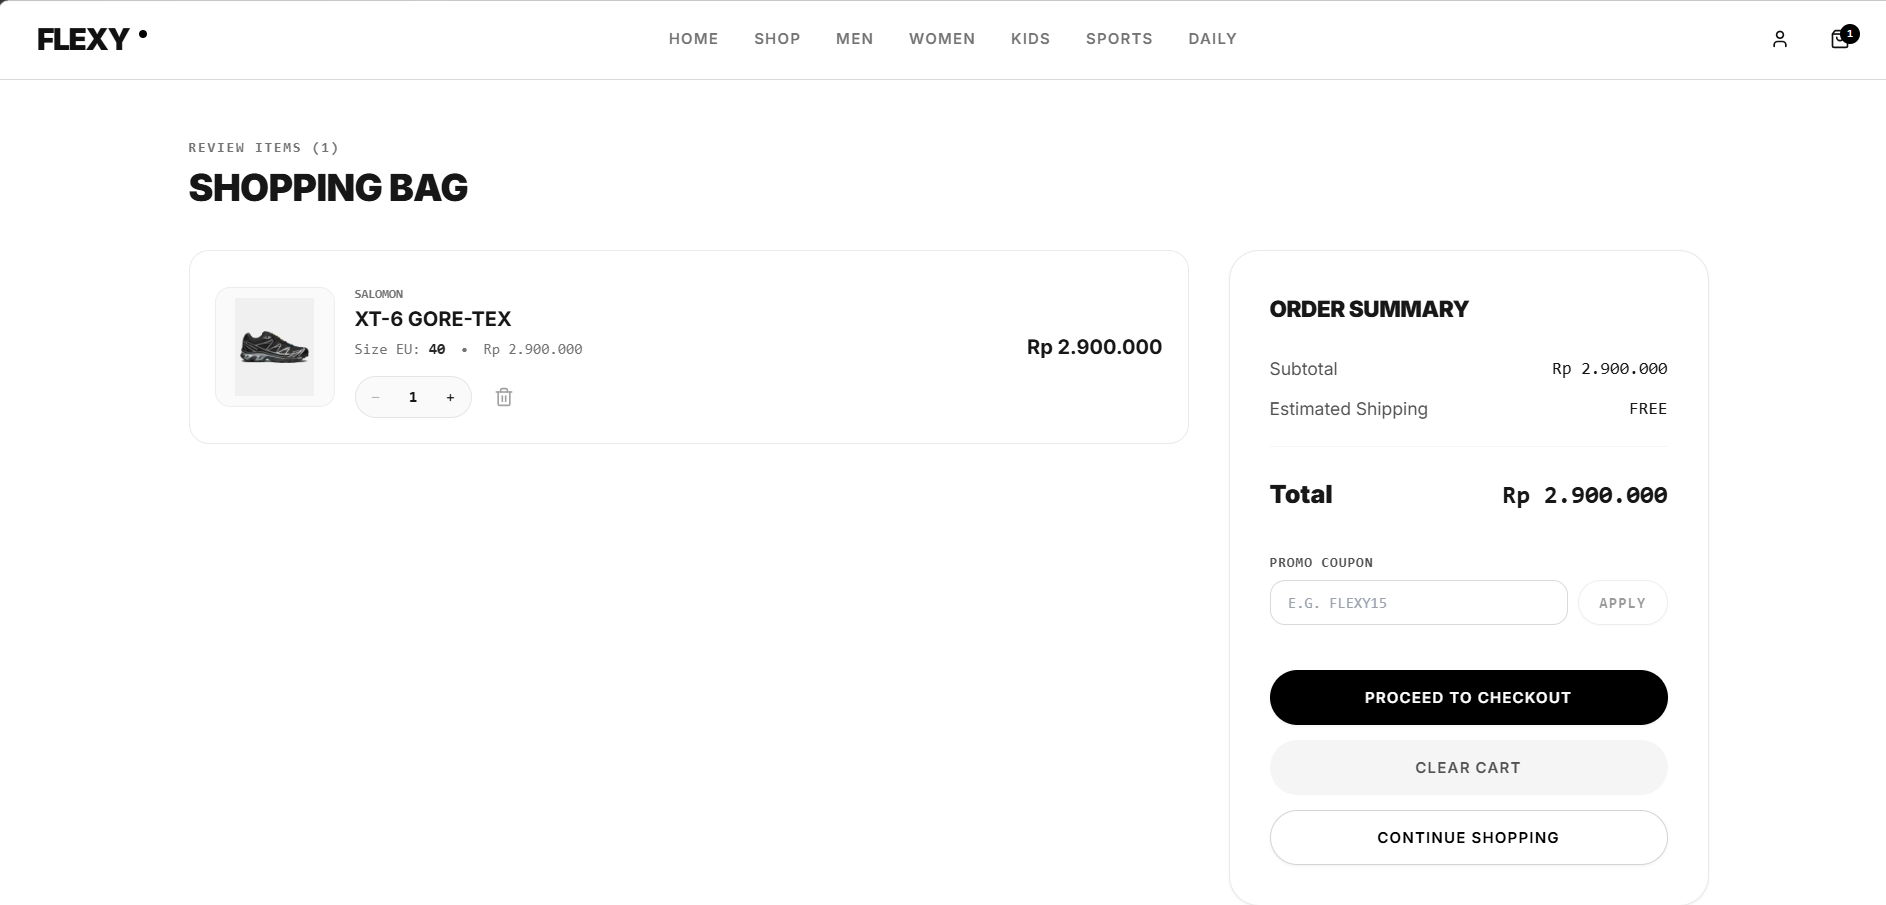 FLEXY
HOME SHOP MEN WOMEN KIDS SPORTS DAILY
1
REVIEW ITEMS (1)
SHOPPING BAG
SALOMON
XT-6 GORE-TEX
Size EU: 40 • Rp 2.900.000
Rp 2.900.000
− 1 +
ORDER SUMMARY
Subtotal Rp 2.900.000
Estimated Shipping FREE
Total Rp 2.900.000
PROMO COUPON
E.G. FLEXY15 APPLY
PROCEED TO CHECKOUT
CLEAR CART
CONTINUE SHOPPING